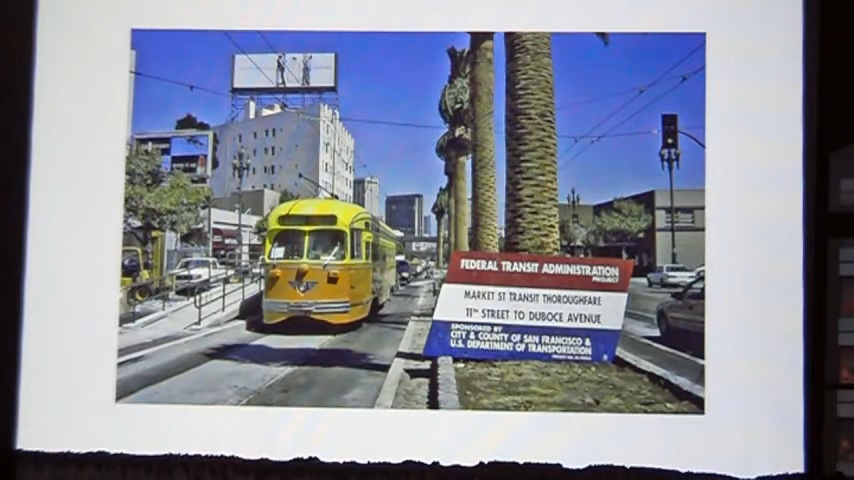 FEDERAL TRANSIT ADMINISTRATION
PROJECT
MARKET ST TRANSIT THOROUGHFARE
11TH STREET TO DUBOCE AVENUE
SPONSORED BY
CITY & COUNTY OF SAN FRANCISCO &
U.S. DEPARTMENT OF TRANSPORTATION